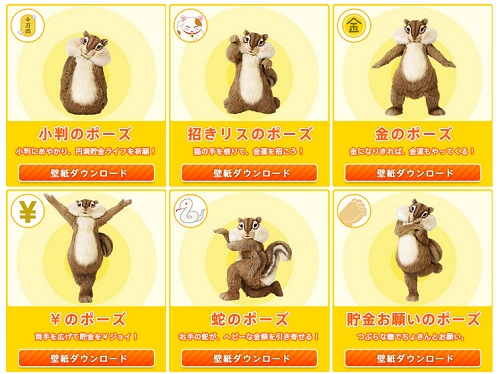 千万両
金
小判のポーズ
招きリスのポーズ
金のポーズ
小判にあやかり、円満貯金ライフを祈願！
猫の手を借りて、金運を招こう！
金になりきれば、金運もやってくる！
壁紙ダウンロード
壁紙ダウンロード
壁紙ダウンロード
¥
¥のポーズ
蛇のポーズ
貯金お願いのポーズ
両手を広げて貯金を¥ジョイ！
右手の蛇が、ヘビーな金額を引き寄せる！
つぶらな瞳でちょきんとお願い。
壁紙ダウンロード
壁紙ダウンロード
壁紙ダウンロード